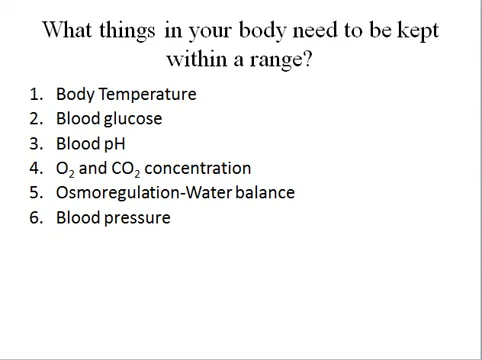 What things in your body need to be kept
within a range?
1. Body Temperature
2. Blood glucose
3. Blood pH
4. O₂ and CO₂ concentration
5. Osmoregulation-Water balance
6. Blood pressure